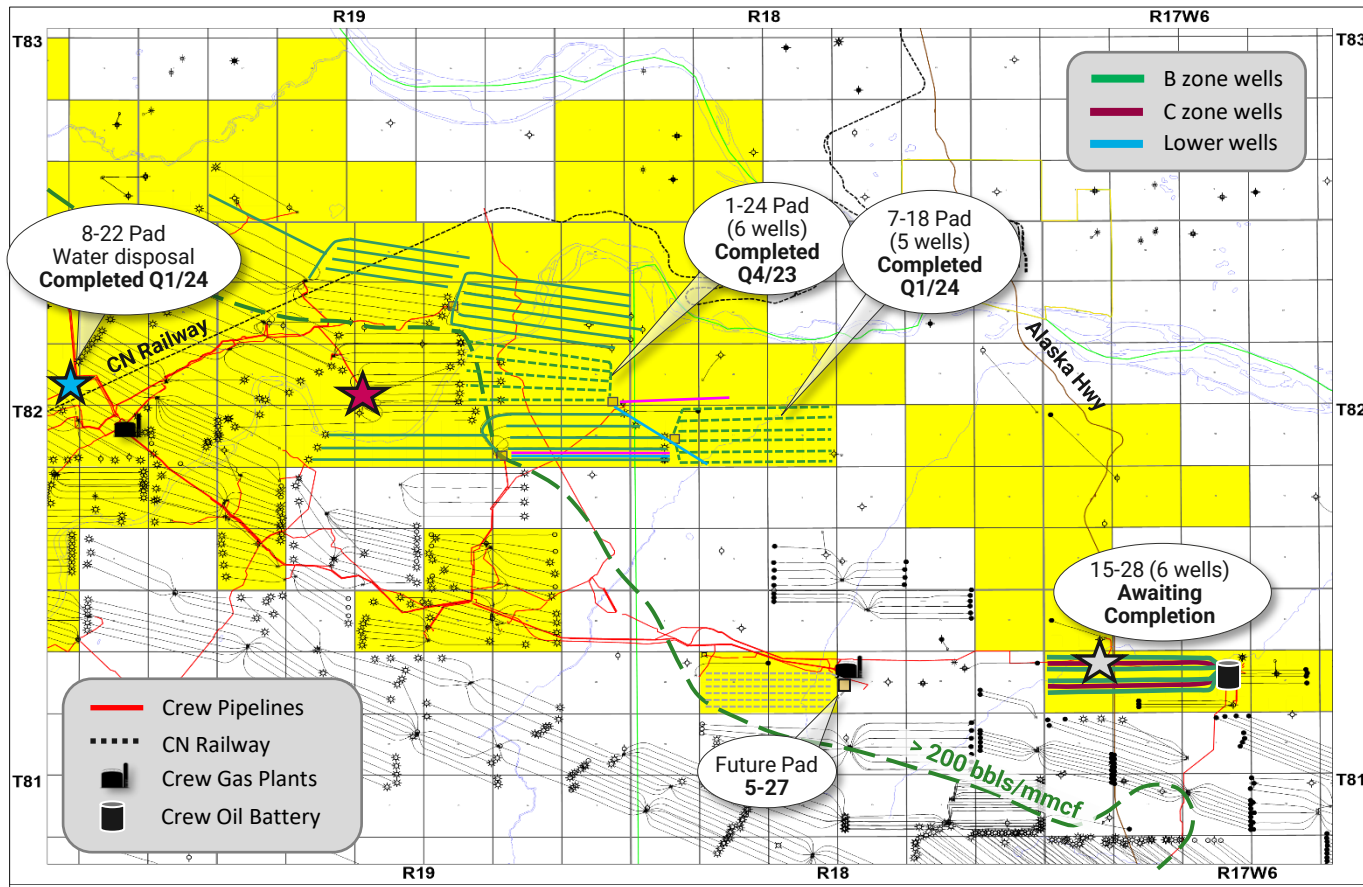 R19
R18
R17W6
T83
T83
B zone wells
C zone wells
Lower wells
1-24 Pad
(6 wells)
Completed
Q4/23
7-18 Pad
(5 wells)
Completed
Q1/24
8-22 Pad
Water disposal
Completed Q1/24
CN Railway
Alaska Hwy
T82
T82
15-28 (6 wells)
Awaiting
Completion
Crew Pipelines
CN Railway
Crew Gas Plants
Crew Oil Battery
Future Pad
5-27
> 200 bbls/mmcf
T81
T81
R19
R18
R17W6